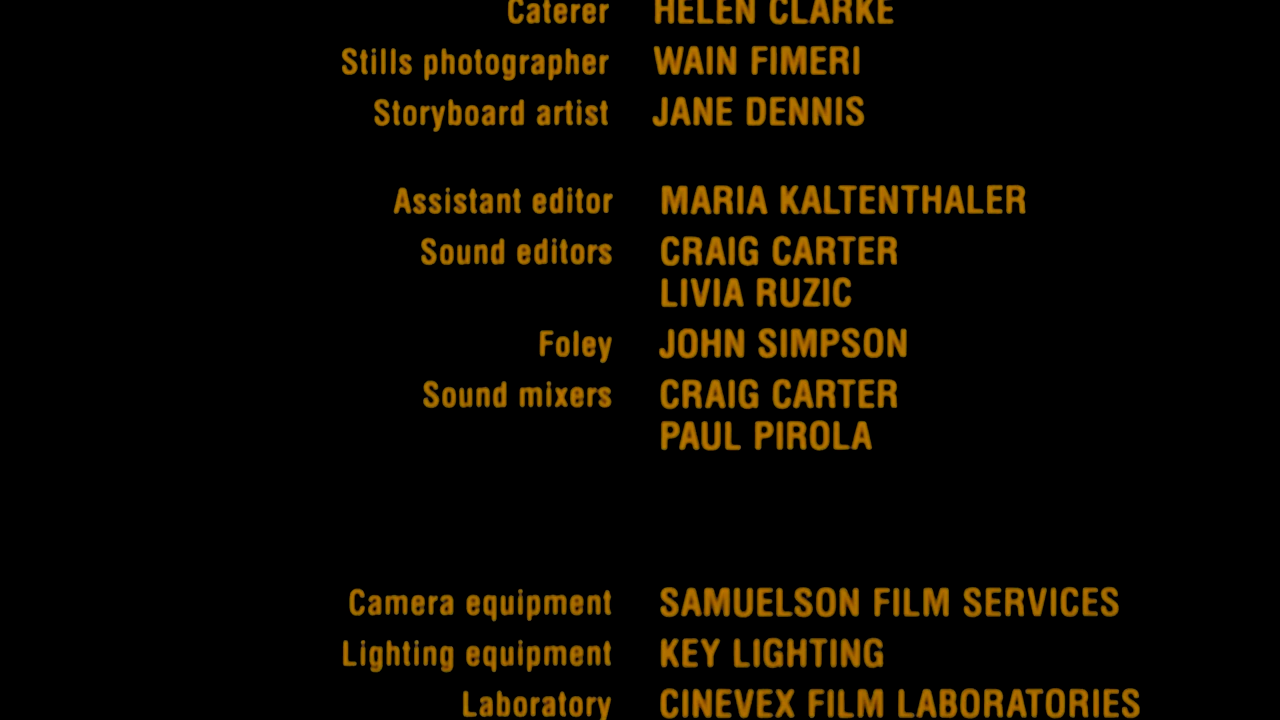 Caterer HELEN CLARKE
Stills photographer WAIN FIMERI
Storyboard artist JANE DENNIS
Assistant editor MARIA KALTENTHALER
Sound editors CRAIG CARTER
LIVIA RUZIC
Foley JOHN SIMPSON
Sound mixers CRAIG CARTER
PAUL PIROLA
Camera equipment SAMUELSON FILM SERVICES
Lighting equipment KEY LIGHTING
Laboratory CINEVEX FILM LABORATORIES